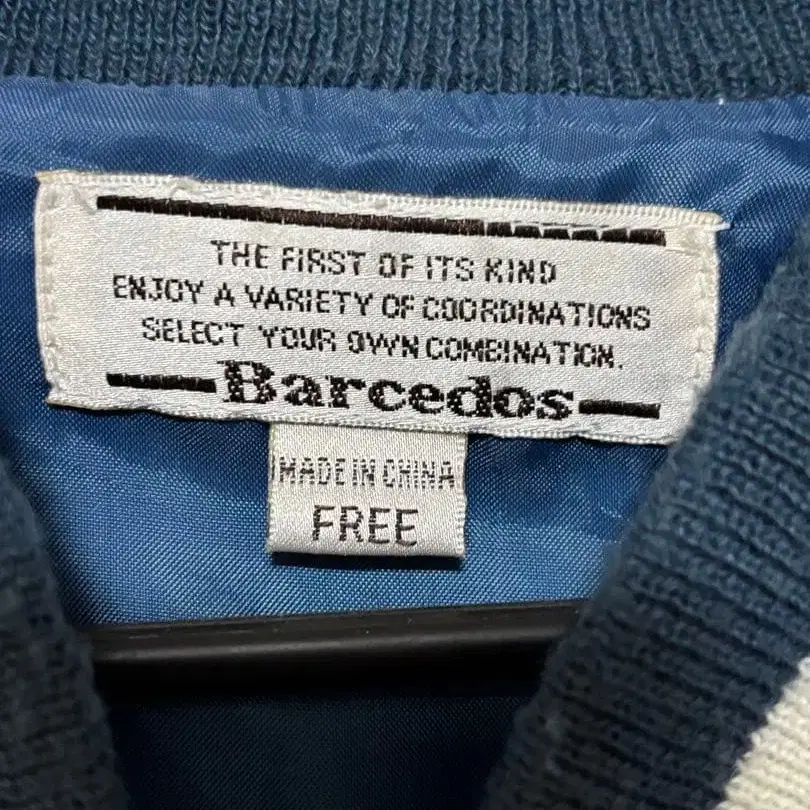 THE FIRST OF ITS KIND
ENJOY A VARIETY OF COORDINATIONS
SELECT YOUR OWN COMBINATION.
Barcedos
MADE IN CHINA
FREE